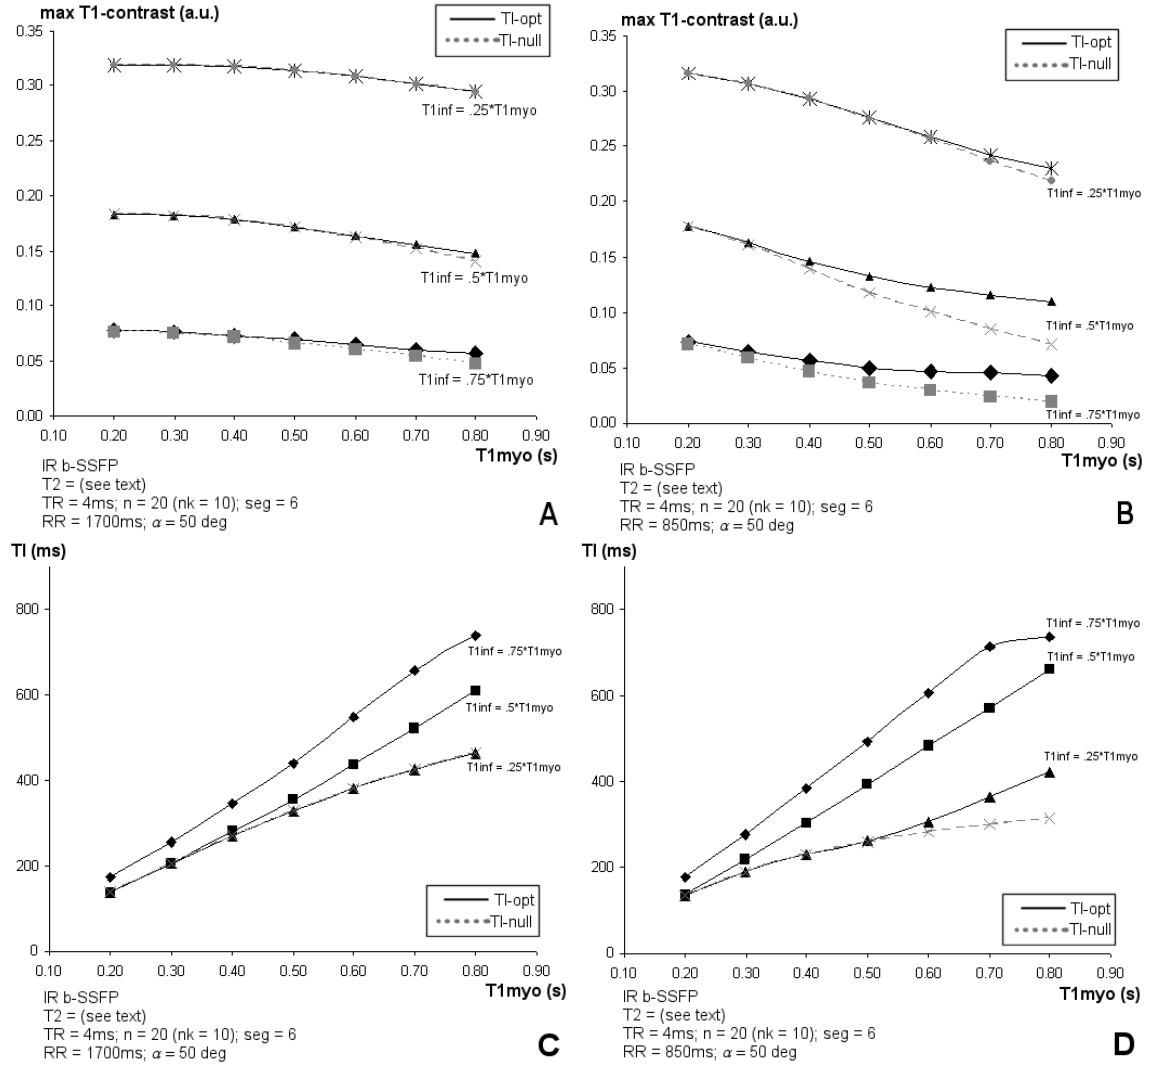 max T1-contrast (a.u.)
TI-opt
TI-null
0.35
0.30
0.25
0.20
0.15
0.10
0.05
0.00
T1inf = .25*T1myo
T1inf = .5*T1myo
T1inf = .75*T1myo
0.10 0.20 0.30 0.40 0.50 0.60 0.70 0.80 0.90
T1myo (s)
IR b-SSFP
T2 = (see text)
TR = 4ms; n = 20 (nk = 10); seg = 6
RR = 1700ms; α = 50 deg
A
max T1-contrast (a.u.)
TI-opt
TI-null
0.35
0.30
0.25
0.20
0.15
0.10
0.05
0.00
T1inf = .25*T1myo
T1inf = .5*T1myo
T1inf = .75*T1myo
0.10 0.20 0.30 0.40 0.50 0.60 0.70 0.80 0.90
T1myo (s)
IR b-SSFP
T2 = (see text)
TR = 4ms; n = 20 (nk = 10); seg = 6
RR = 850ms; α = 50 deg
B
TI (ms)
800
600
400
200
0
T1inf = .75*T1myo
T1inf = .5*T1myo
T1inf = .25*T1myo
TI-opt
TI-null
0.10 0.20 0.30 0.40 0.50 0.60 0.70 0.80 0.90
T1myo (s)
IR b-SSFP
T2 = (see text)
TR = 4ms; n = 20 (nk = 10); seg = 6
RR = 1700ms; α = 50 deg
C
TI (ms)
800
600
400
200
0
T1inf = .75*T1myo
T1inf = .5*T1myo
T1inf = .25*T1myo
TI-opt
TI-null
0.10 0.20 0.30 0.40 0.50 0.60 0.70 0.80 0.90
T1myo (s)
IR b-SSFP
T2 = (see text)
TR = 4ms; n = 20 (nk = 10); seg = 6
RR = 850ms; α = 50 deg
D